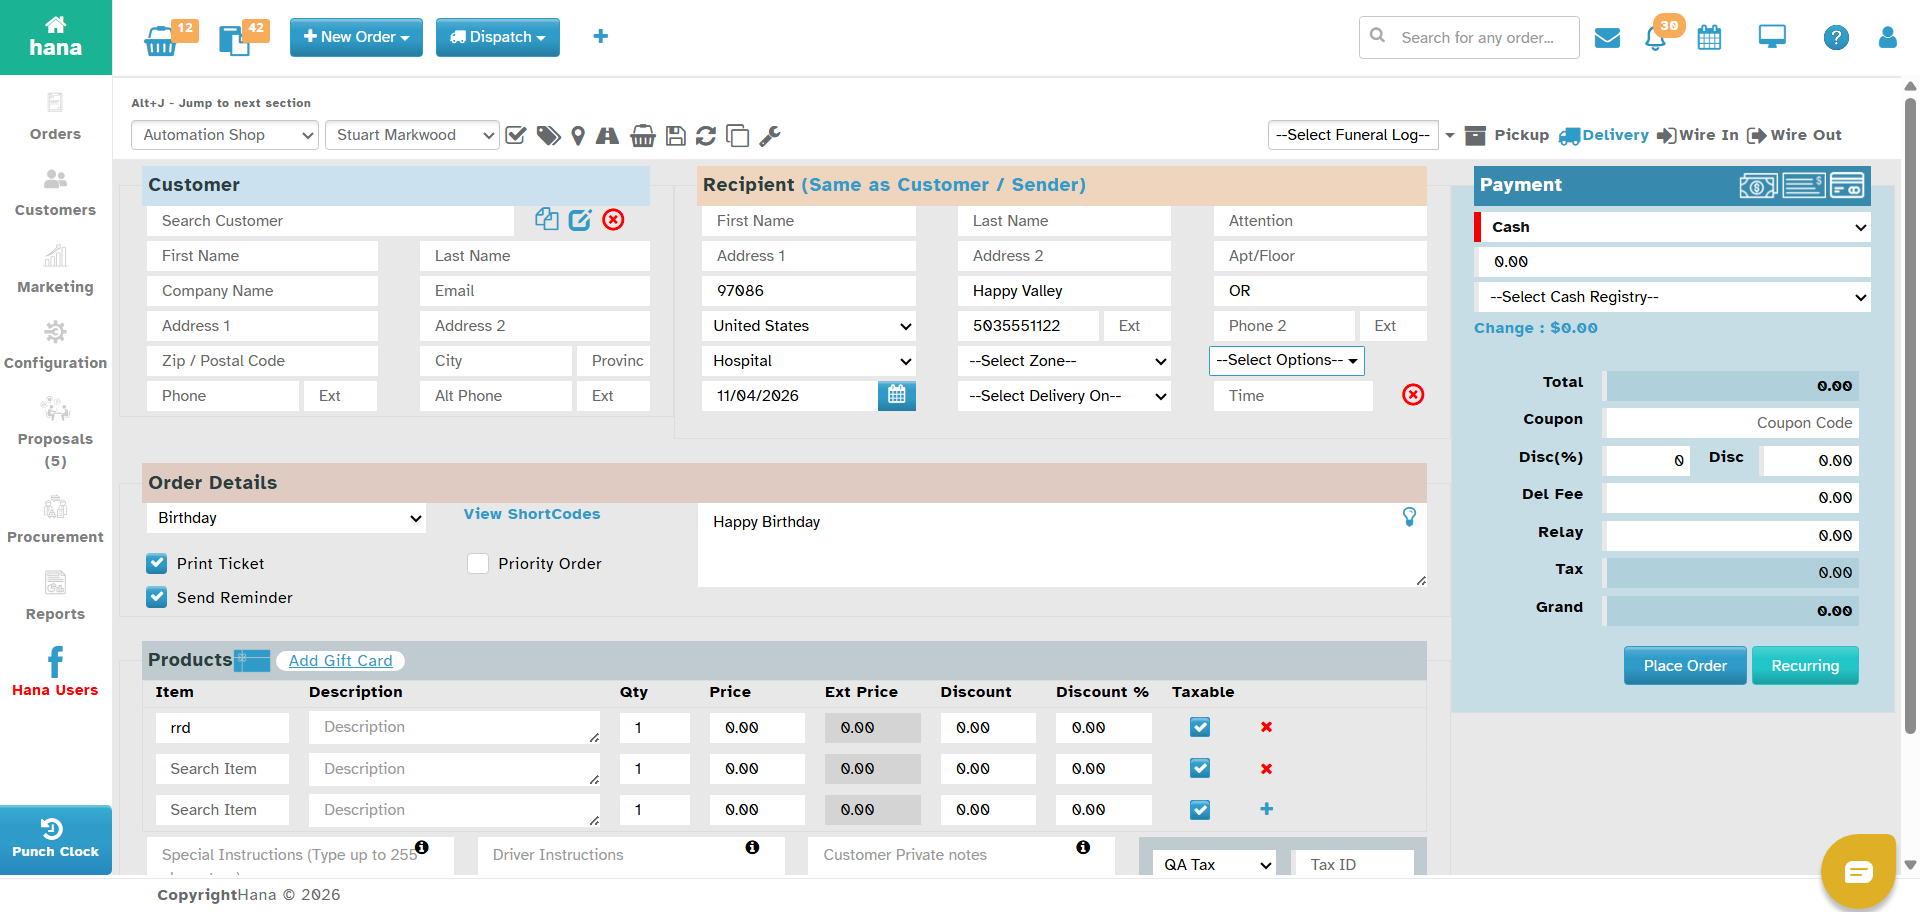 hana
12
42
New Order
Dispatch
Search for any order...
30
Orders
Customers
Marketing
Configuration
Proposals
(5)
Procurement
Reports
Hana Users
Punch Clock
Alt+J - Jump to next section
Automation Shop
Stuart Markwood
--Select Funeral Log--
Pickup
Delivery
Wire In
Wire Out
Customer
Search Customer
First Name
Last Name
Company Name
Email
Address 1
Address 2
Zip / Postal Code
City
Provinc
Phone
Ext
Alt Phone
Ext
Recipient (Same as Customer / Sender)
First Name
Last Name
Attention
Address 1
Address 2
Apt/Floor
97086
Happy Valley
OR
United States
5035551122
Ext
Phone 2
Ext
Hospital
--Select Zone--
--Select Options--
11/04/2026
--Select Delivery On--
Time
Payment
Cash
0.00
--Select Cash Registry--
Change : $0.00
Total
0.00
Coupon
Coupon Code
Disc(%)
0
Disc
0.00
Del Fee
0.00
Relay
0.00
Tax
0.00
Grand
0.00
Place Order
Recurring
Order Details
Birthday
View ShortCodes
Happy Birthday
Print Ticket
Priority Order
Send Reminder
Products
Add Gift Card
Item
Description
Qty
Price
Ext Price
Discount
Discount %
Taxable
rrd
Description
1
0.00
0.00
0.00
0.00
Search Item
Description
1
0.00
0.00
0.00
0.00
Search Item
Description
1
0.00
0.00
0.00
0.00
Special Instructions (Type up to 255
Driver Instructions
Customer Private notes
QA Tax
Tax ID
CopyrightHana © 2026